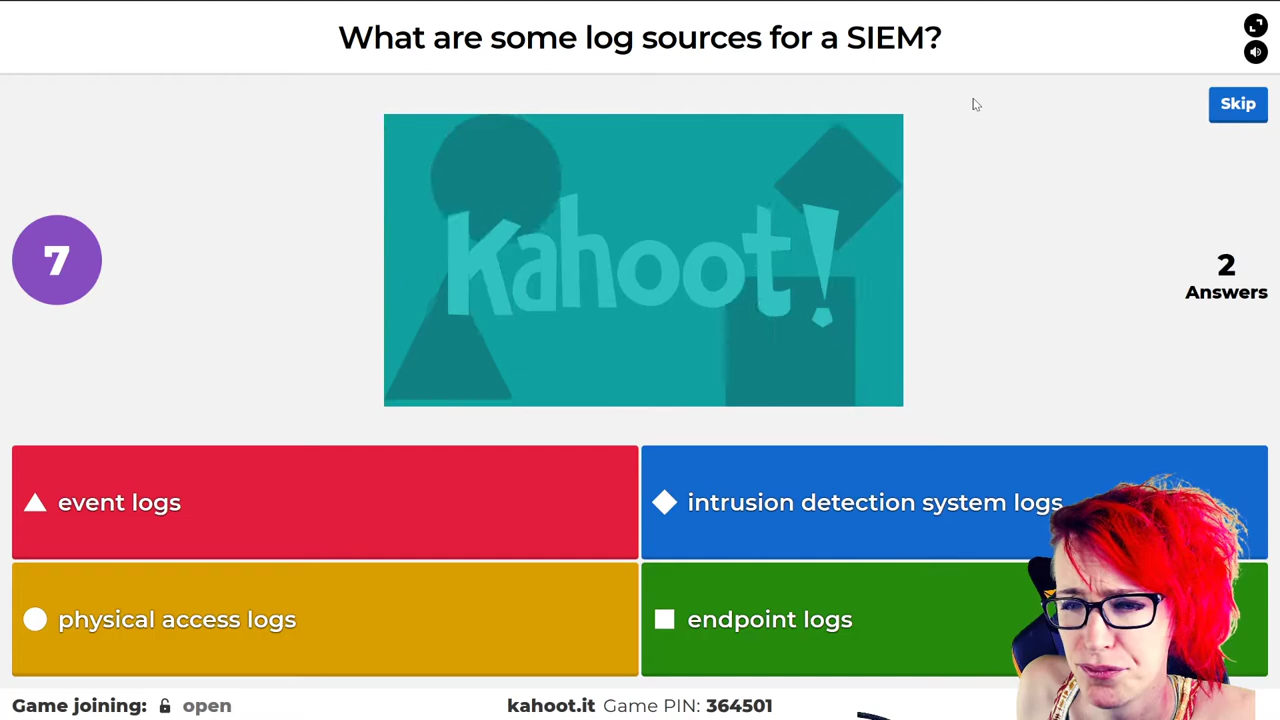 What are some log sources for a SIEM?
Skip
Kahoot!
7
2
Answers
event logs
intrusion detection system logs
physical access logs
endpoint logs
Game joining: open
kahoot.it Game PIN: 364501